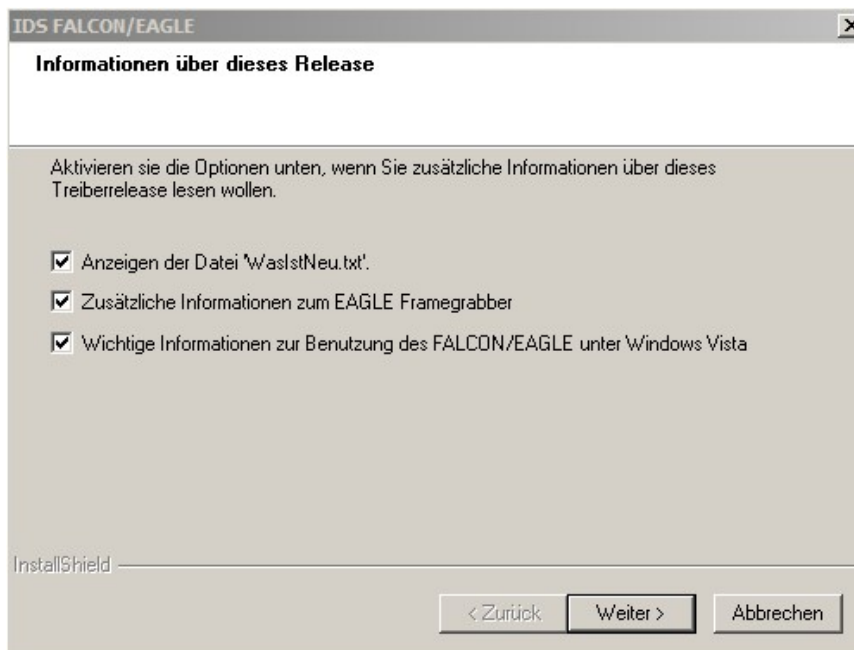 IDS FALCON/EAGLE
Informationen über dieses Release
Aktivieren sie die Optionen unten, wenn Sie zusätzliche Informationen über dieses
Treiberrelease lesen wollen.
Anzeigen der Datei 'WasIstNeu.txt'.
Zusätzliche Informationen zum EAGLE Framegrabber
Wichtige Informationen zur Benutzung des FALCON/EAGLE unter Windows Vista
InstallShield
< Zurück
Weiter >
Abbrechen